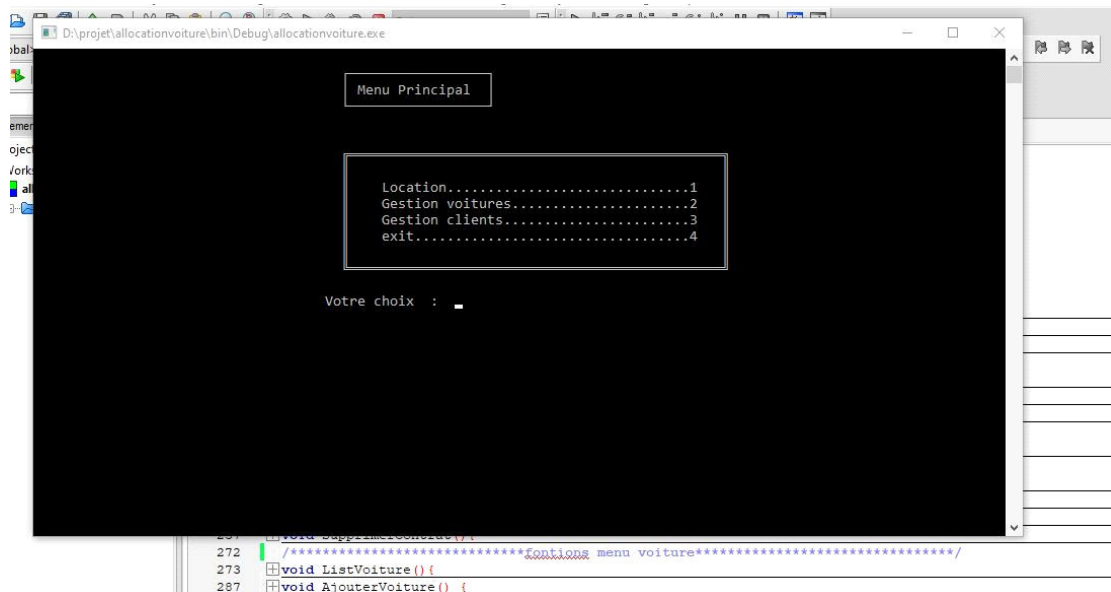 D:\projet\allocationvoiture\bin\Debug\allocationvoiture.exe
Menu Principal
Location..............................1
Gestion voitures......................2
Gestion clients.......................3
exit..................................4
Votre choix :
272 /*****************************fontions menu voiture********************************/
273 void ListVoiture(){
287 void AjouterVoiture() {